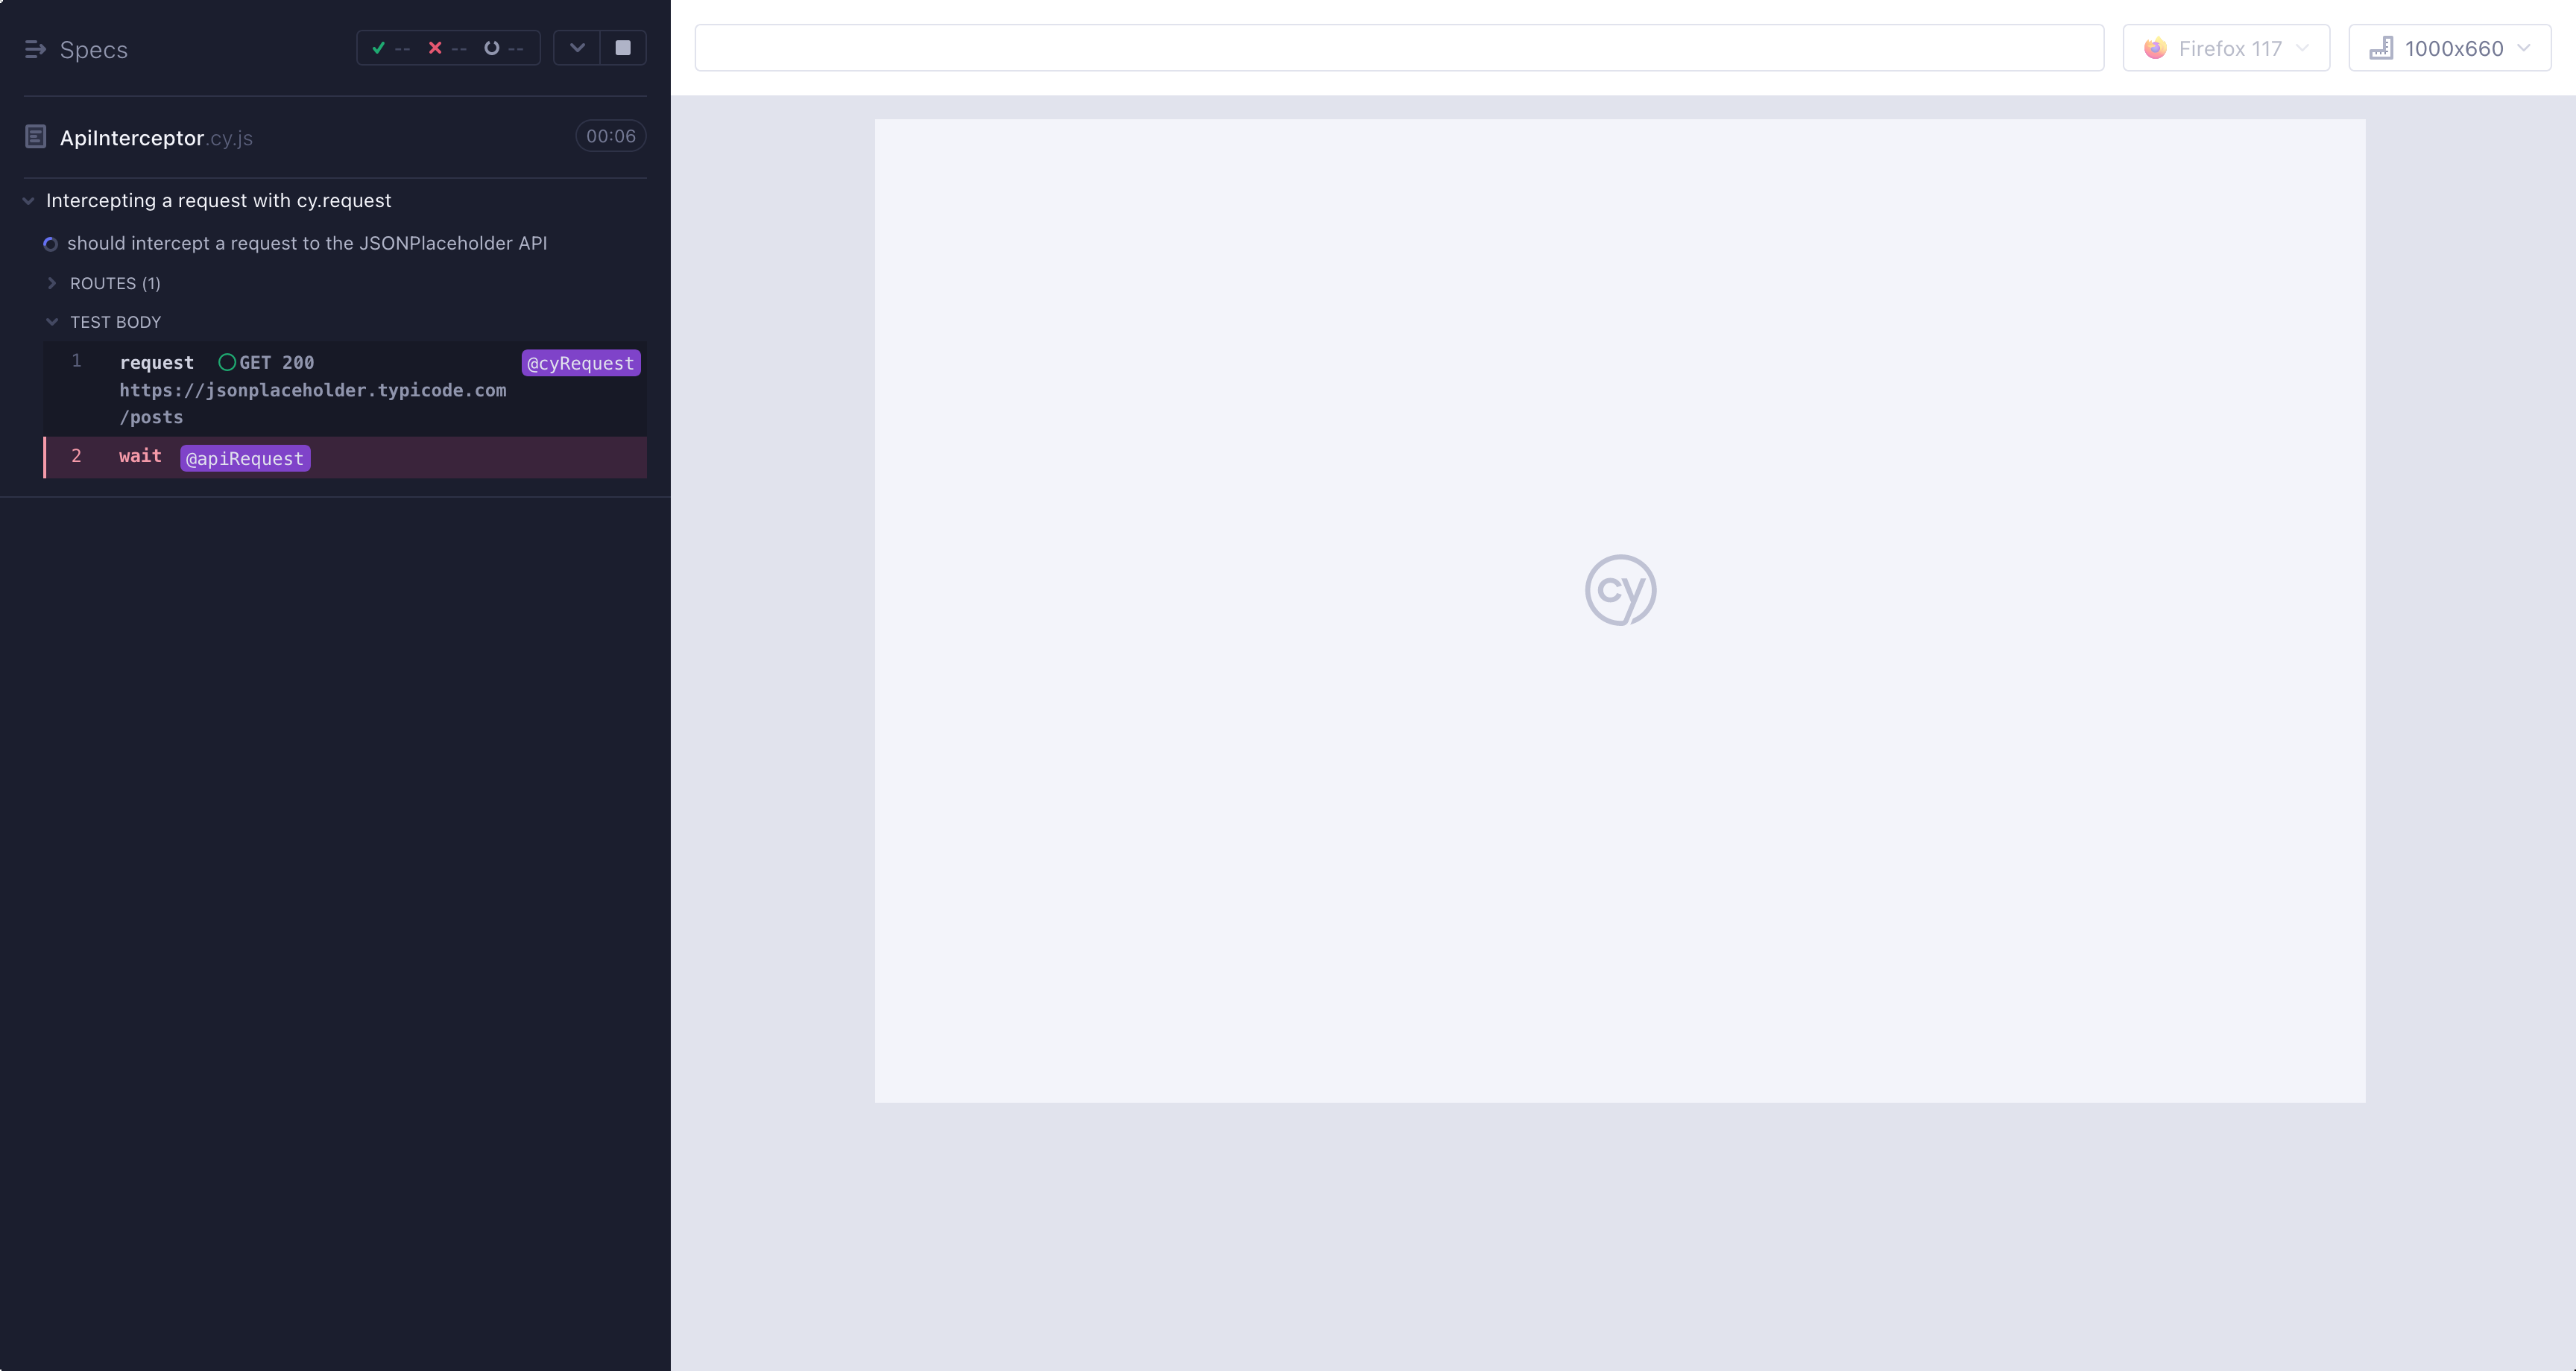 Specs
-- -- --
ApiInterceptor.cy.js 00:06
Intercepting a request with cy.request
should intercept a request to the JSONPlaceholder API
ROUTES (1)
TEST BODY
1 request GET 200 @cyRequest
https://jsonplaceholder.typicode.com
/posts
2 wait @apiRequest
Firefox 117
1000x660
cy